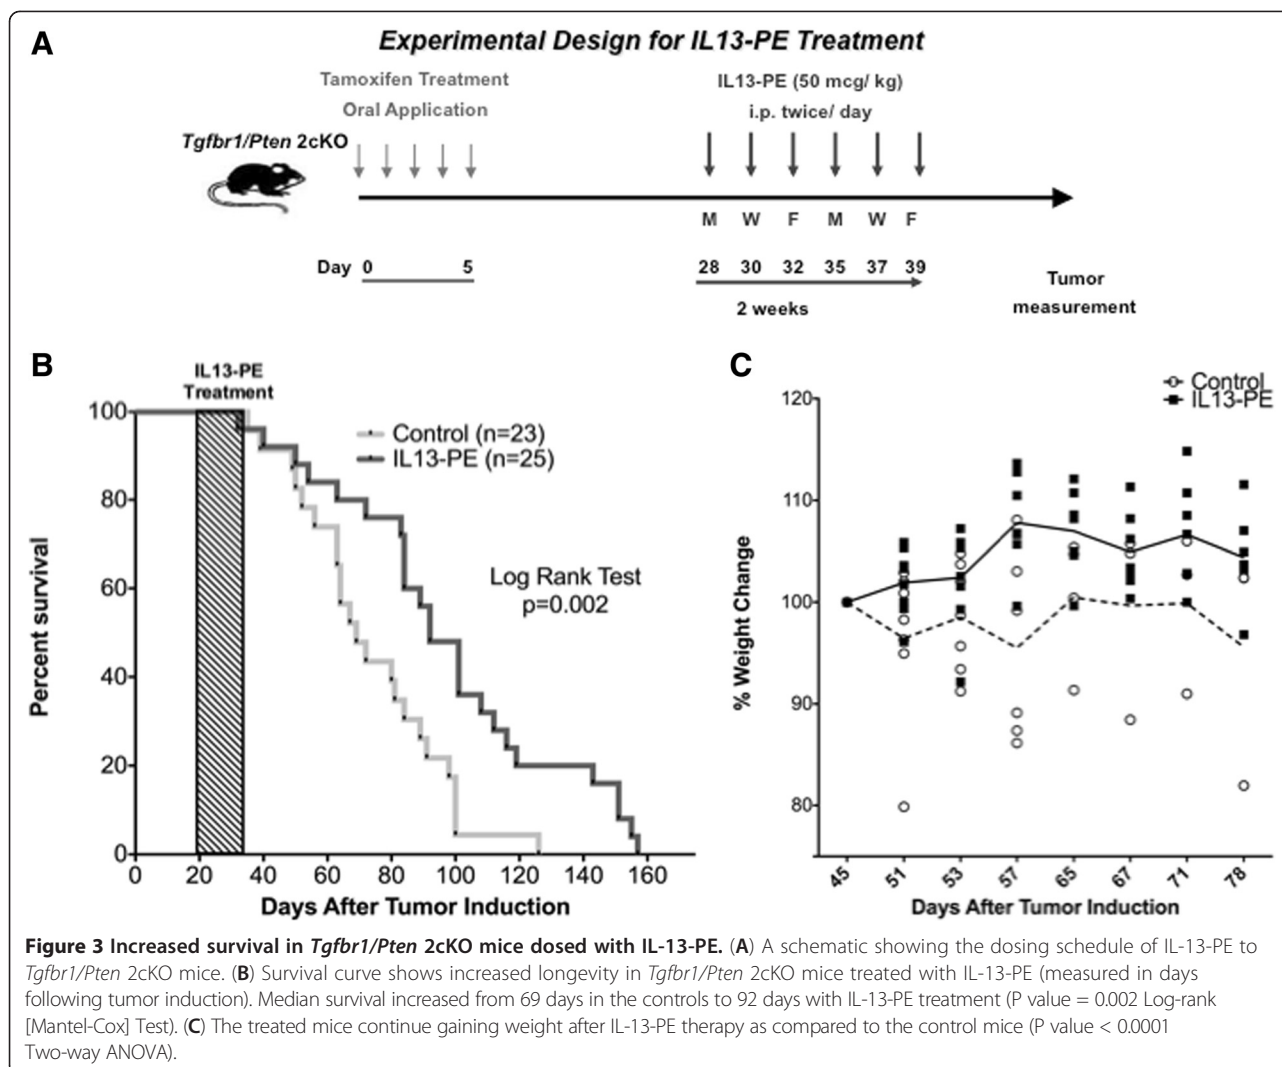 A
Experimental Design for IL13-PE Treatment
Tamoxifen Treatment
Oral Application
IL13-PE (50 mcg/ kg)
i.p. twice/ day
Tgfbr1/Pten 2cKO
M W F M W F
Day 0 5
28 30 32 35 37 39
2 weeks
Tumor
measurement
B
IL13-PE
Treatment
Control (n=23)
IL13-PE (n=25)
Log Rank Test
p=0.002
Percent survival
100
80
60
40
20
0
0 20 40 60 80 100 120 140 160
Days After Tumor Induction
C
Control
IL13-PE
% Weight Change
120
110
100
90
80
45 51 53 57 65 67 71 78
Days After Tumor Induction
Figure 3 Increased survival in Tgfbr1/Pten 2cKO mice dosed with IL-13-PE. (A) A schematic showing the dosing schedule of IL-13-PE to
Tgfbr1/Pten 2cKO mice. (B) Survival curve shows increased longevity in Tgfbr1/Pten 2cKO mice treated with IL-13-PE (measured in days
following tumor induction). Median survival increased from 69 days in the controls to 92 days with IL-13-PE treatment (P value = 0.002 Log-rank
[Mantel-Cox] Test). (C) The treated mice continue gaining weight after IL-13-PE therapy as compared to the control mice (P value < 0.0001
Two-way ANOVA).